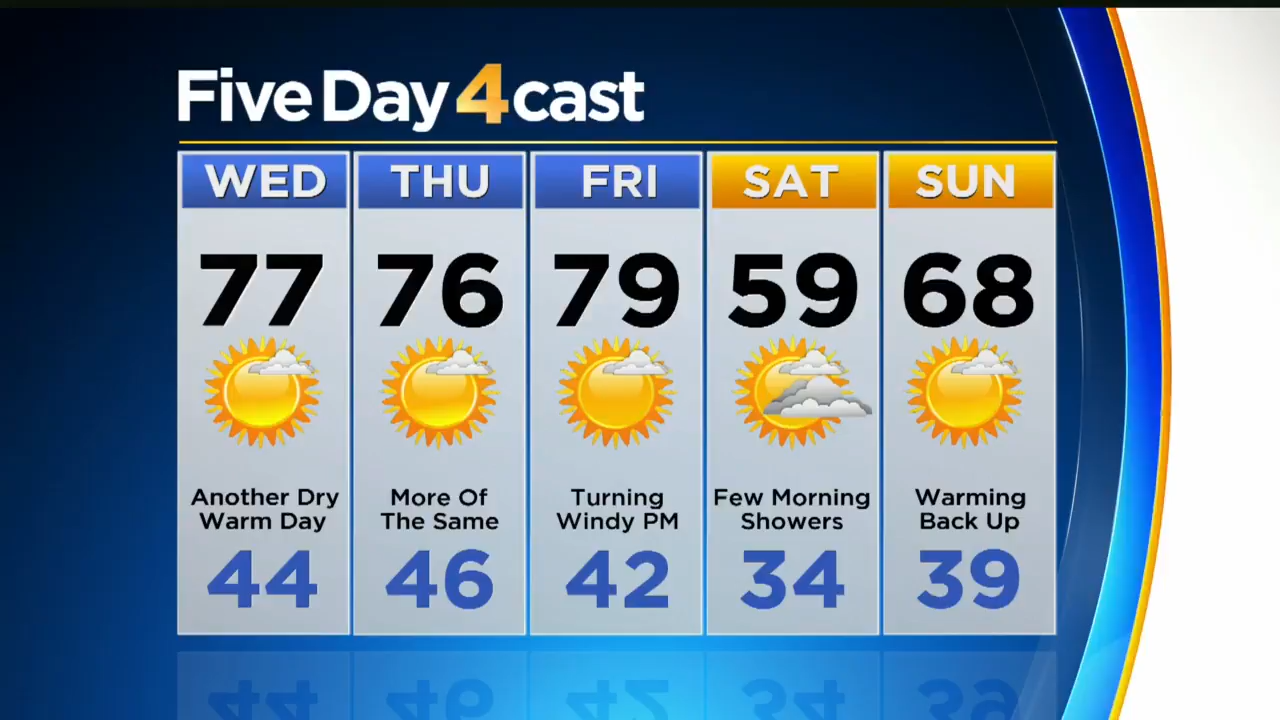 Five Day 4cast
WED THU FRI SAT SUN
77 76 79 59 68
Another Dry More Of Turning Few Morning Warming
Warm Day The Same Windy PM Showers Back Up
44 46 42 34 39